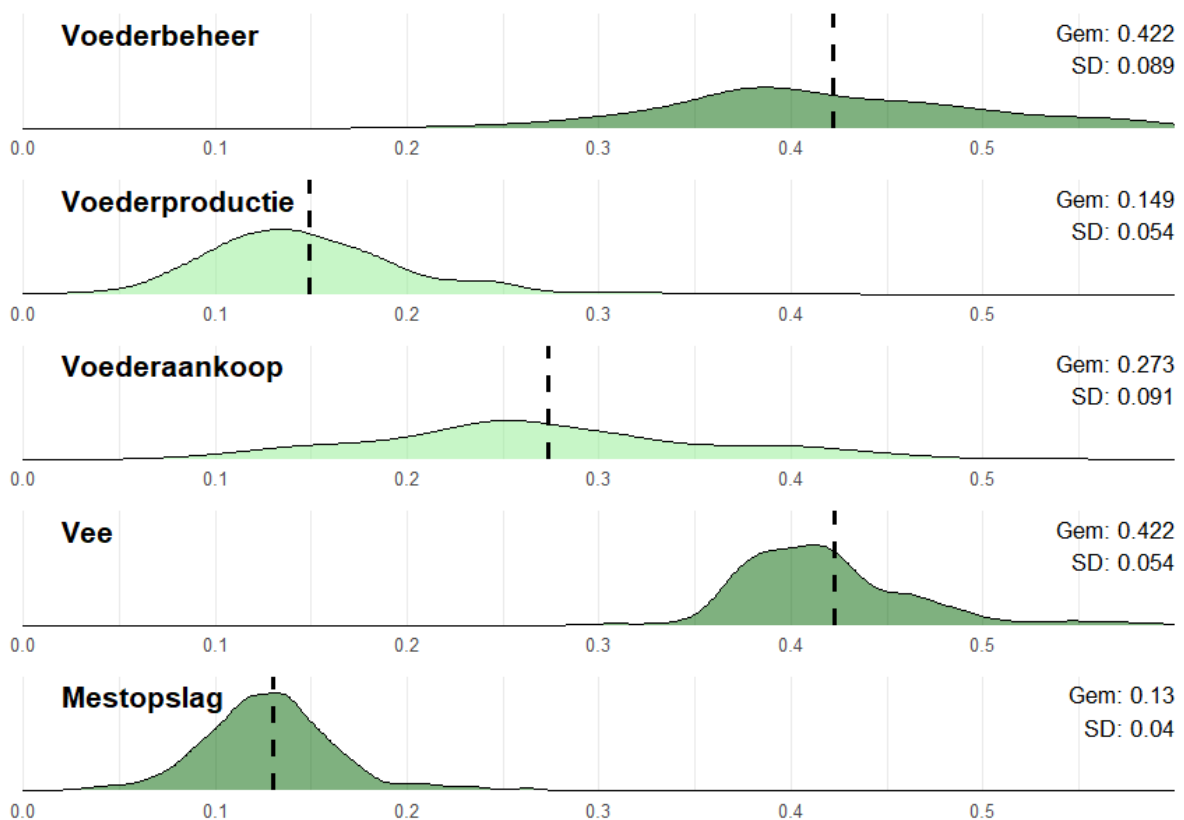 Voederbeheer
Gem: 0.422
SD: 0.089
0.0 0.1 0.2 0.3 0.4 0.5
Voederproductie
Gem: 0.149
SD: 0.054
0.0 0.1 0.2 0.3 0.4 0.5
Voederaankoop
Gem: 0.273
SD: 0.091
0.0 0.1 0.2 0.3 0.4 0.5
Vee
Gem: 0.422
SD: 0.054
0.0 0.1 0.2 0.3 0.4 0.5
Mestopslag
Gem: 0.13
SD: 0.04
0.0 0.1 0.2 0.3 0.4 0.5